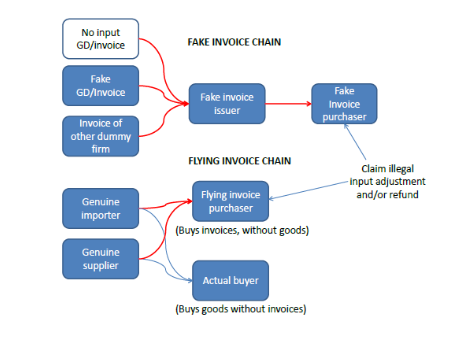 No input
GD/invoice
FAKE INVOICE CHAIN
Fake
GD/Invoice
Fake invoice
issuer
Fake
Invoice
purchaser
Invoice of
other dummy
firm
FLYING INVOICE CHAIN
Claim illegal
input adjustment
and/or refund
Genuine
importer
Flying invoice
purchaser
(Buys invoices, without goods)
Genuine
supplier
Actual buyer
(Buys goods without invoices)